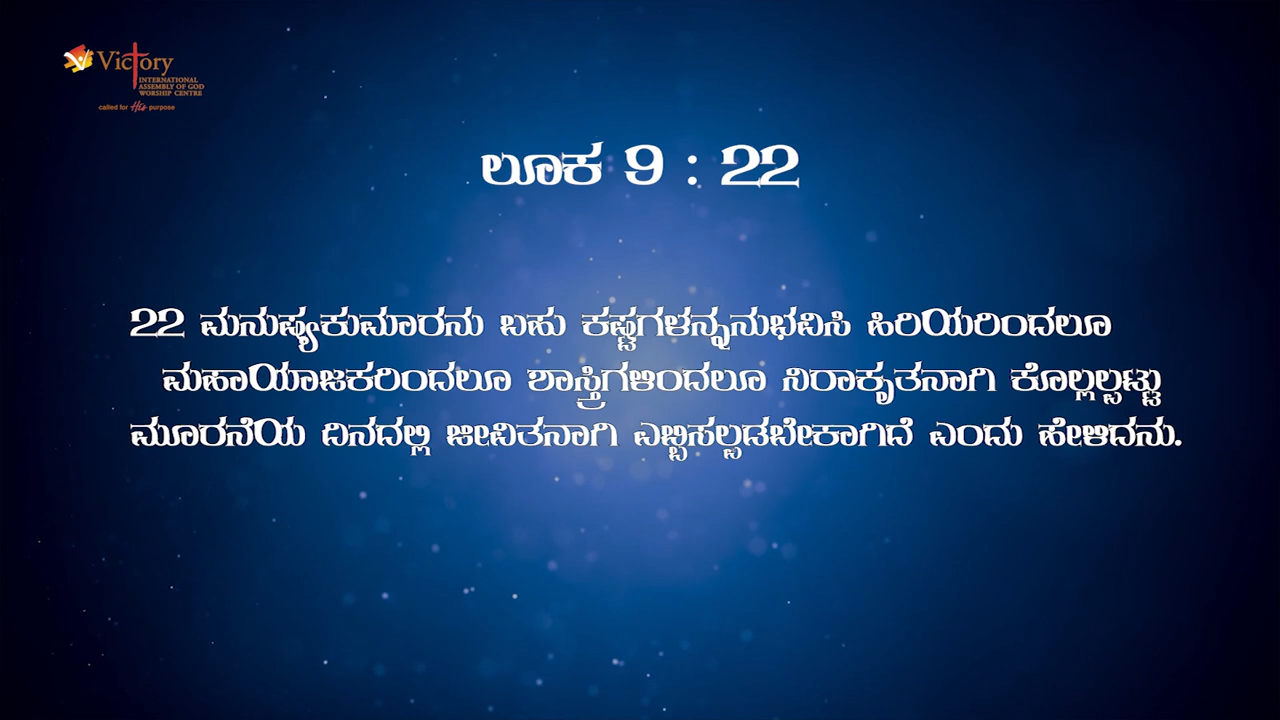 Victory
INTERNATIONAL
ASSEMBLY OF GOD
WORSHIP CENTRE
called for His purpose
ಲೂಕ 9 : 22
22 ಮನುಷ್ಯಕುಮಾರನು ಬಹು ಕಷ್ಟಗಳನ್ನನುಭವಿಸಿ ಹಿರಿಯರಿಂದಲೂ
ಮಹಾಯಾಜಕರಿಂದಲೂ ಶಾಸ್ತ್ರಿಗಳಿಂದಲೂ ನಿರಾಕೃತನಾಗಿ ಕೊಲ್ಲಲ್ಪಟ್ಟು
ಮೂರನೆಯ ದಿನದಲ್ಲಿ ಜೀವಿತನಾಗಿ ಎಬ್ಬಿಸಲ್ಪಡಬೇಕಾಗಿದೆ ಎಂದು ಹೇಳಿದನು.